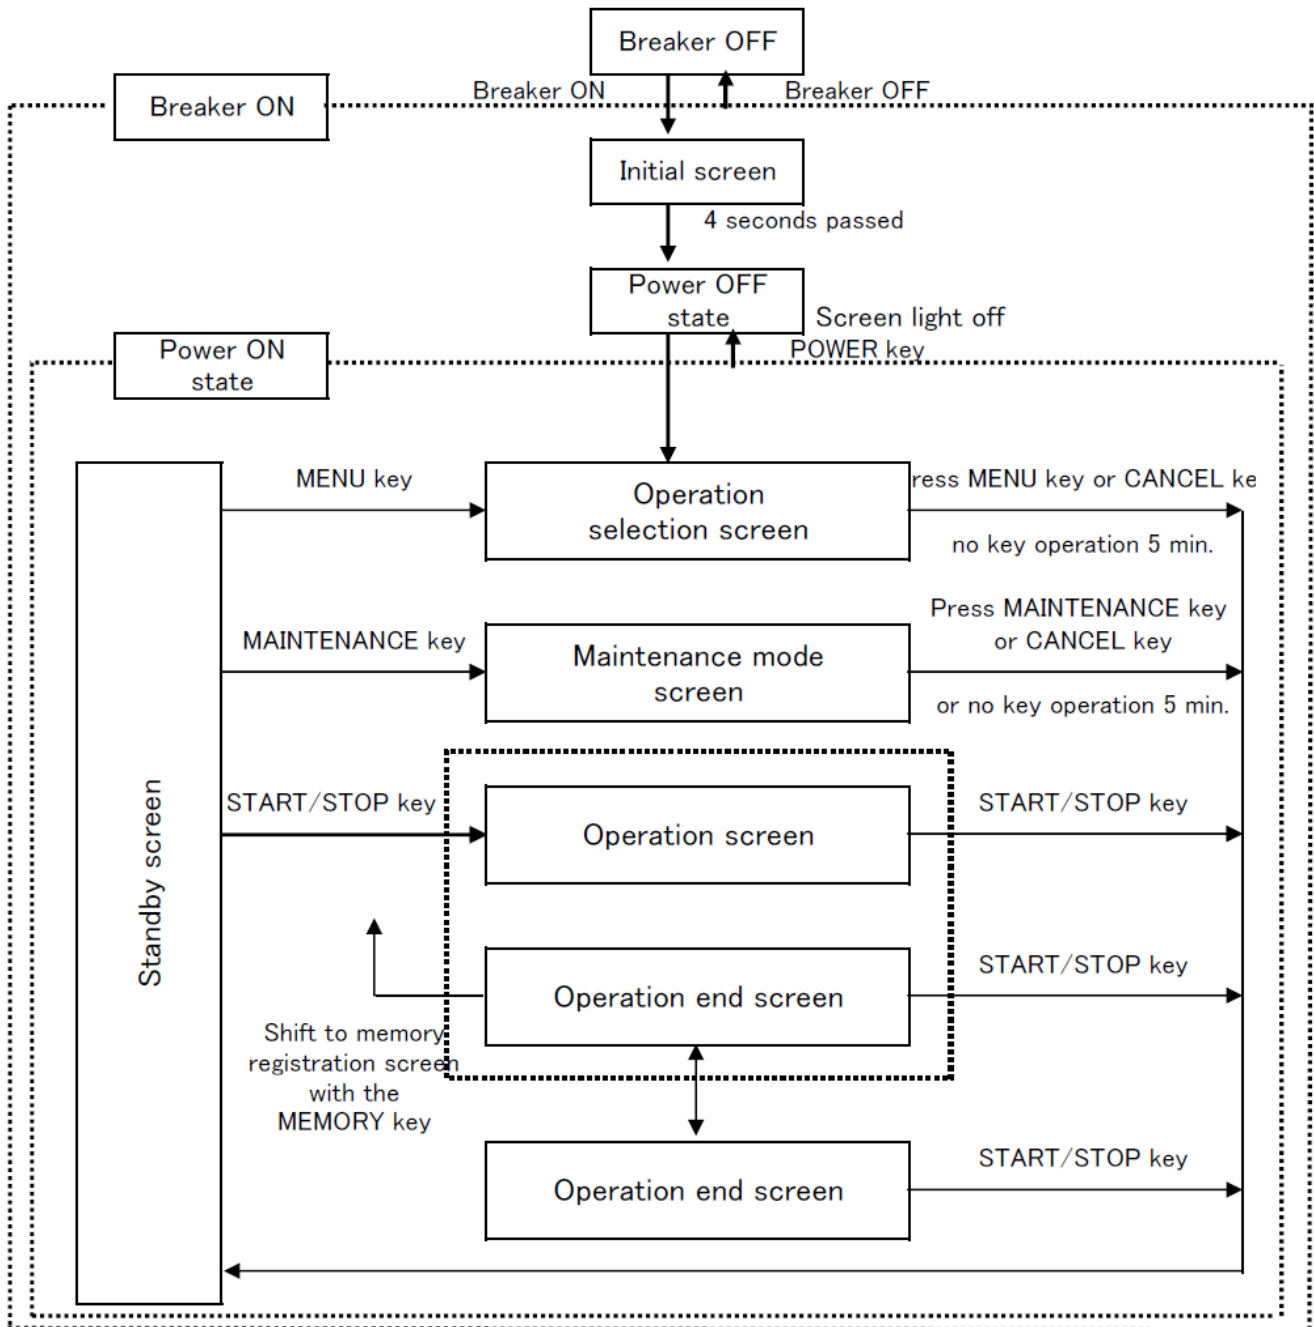 Breaker OFF
Breaker ON
Breaker ON
Breaker OFF
Initial screen
4 seconds passed
Power OFF
state
Screen light off
POWER key
Power ON
state
MENU key
Operation
selection screen
ress MENU key or CANCEL ke
no key operation 5 min.
MAINTENANCE key
Maintenance mode
screen
Press MAINTENANCE key
or CANCEL key
or no key operation 5 min.
Standby screen
START/STOP key
Operation screen
START/STOP key
Operation end screen
START/STOP key
Shift to memory
registration screen
with the
MEMORY key
Operation end screen
START/STOP key